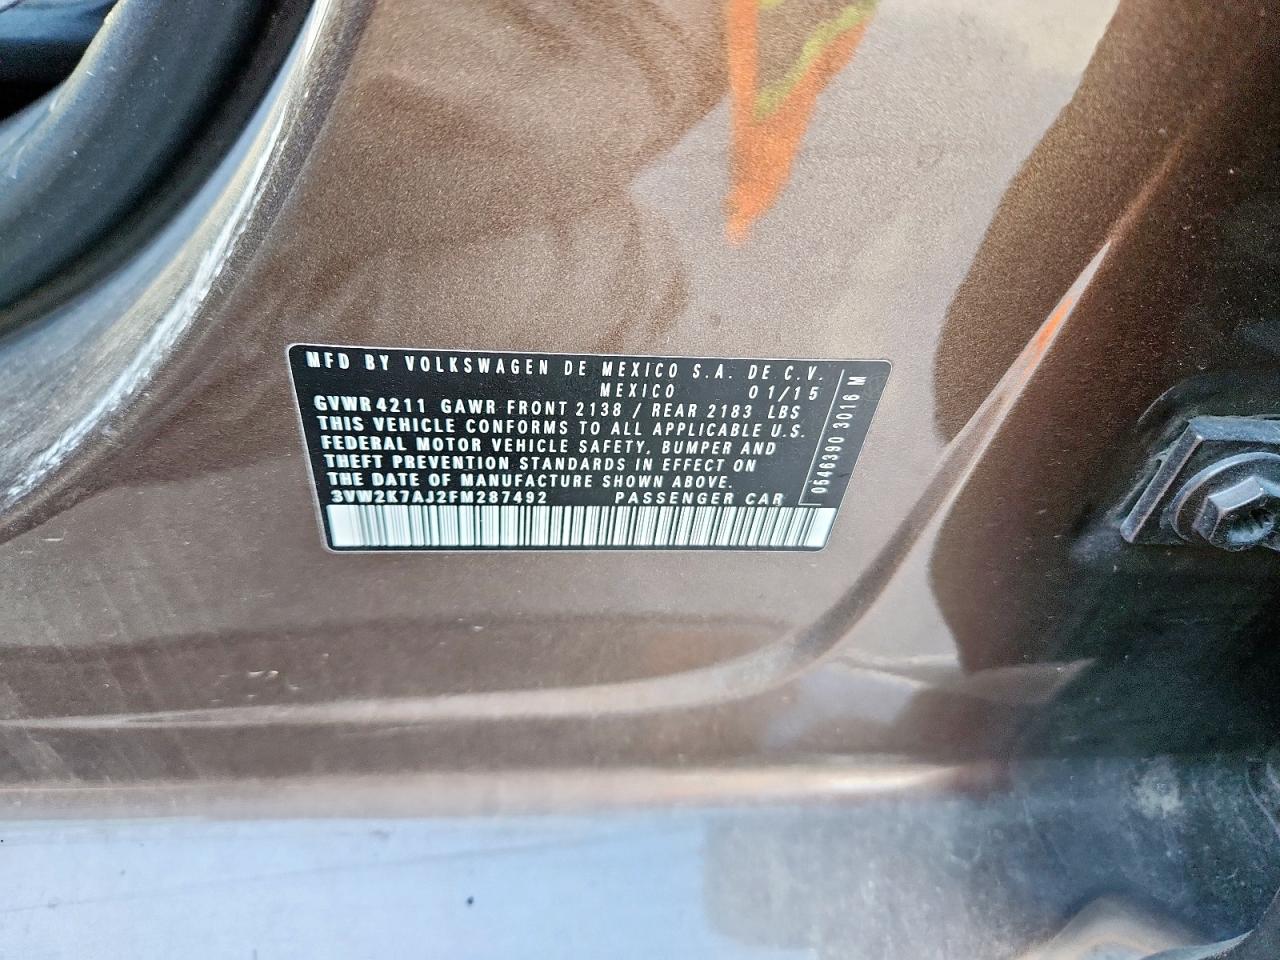 MFD BY VOLKSWAGEN DE MEXICO S.A. DE C.V.
MEXICO 01/15
GVWR 4211 GAWR FRONT 2138 / REAR 2183 LBS
THIS VEHICLE CONFORMS TO ALL APPLICABLE U.S.
FEDERAL MOTOR VEHICLE SAFETY, BUMPER AND
THEFT PREVENTION STANDARDS IN EFFECT ON
THE DATE OF MANUFACTURE SHOWN ABOVE.
3VW2K7AJ2FM287492 PASSENGER CAR
0546390 3016 M